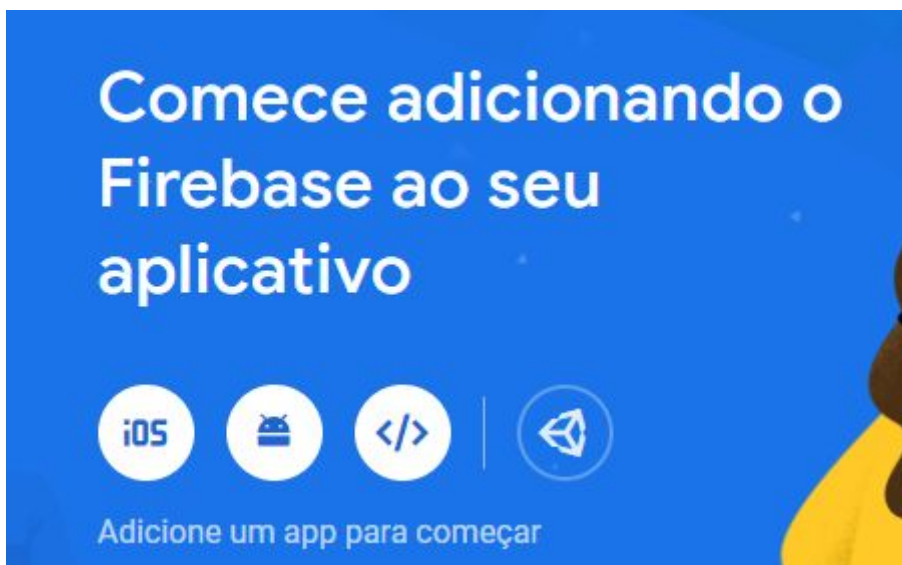 Comece adicionando o
Firebase ao seu
aplicativo
iOS
</>
Adicione um app para começar